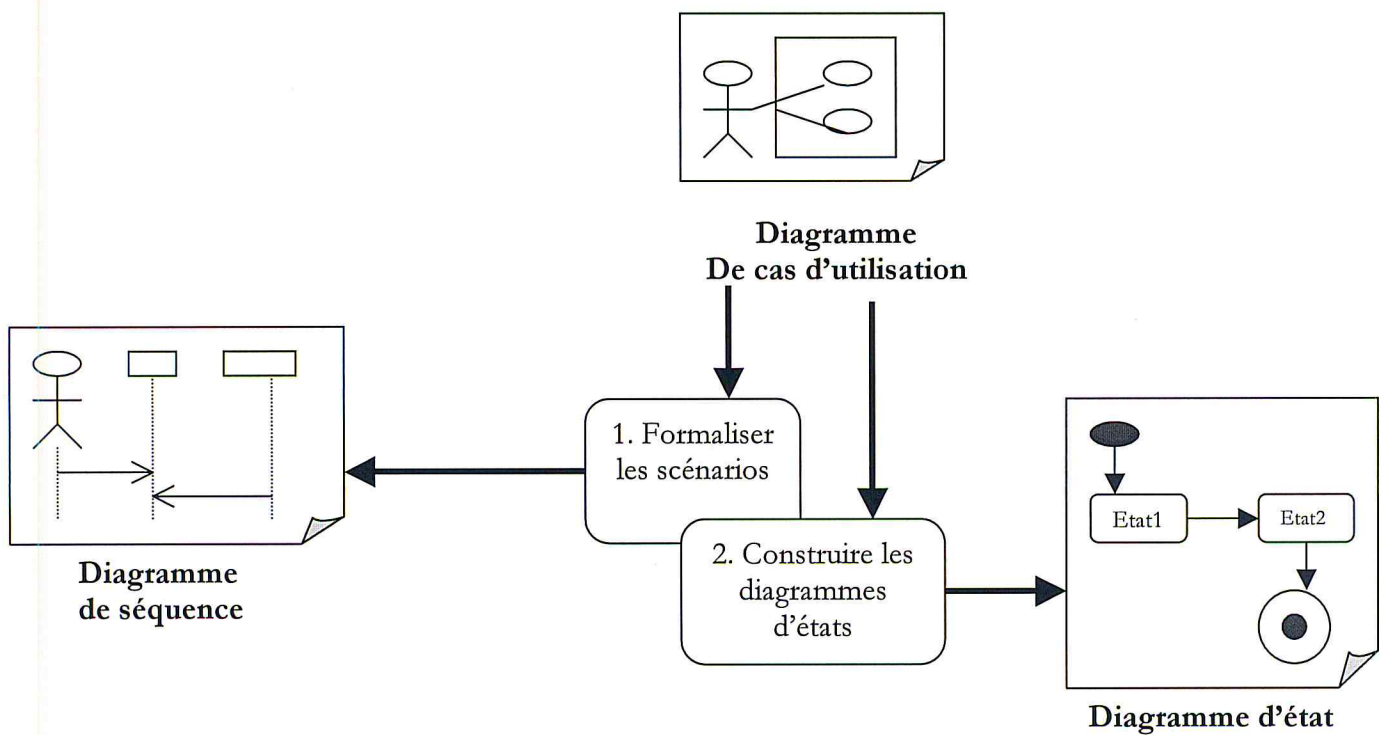 Diagramme
De cas d’utilisation
1. Formaliser
les scénarios
2. Construire les
diagrammes
d’états
Diagramme
de séquence
Etat1
Etat2
Diagramme d’état